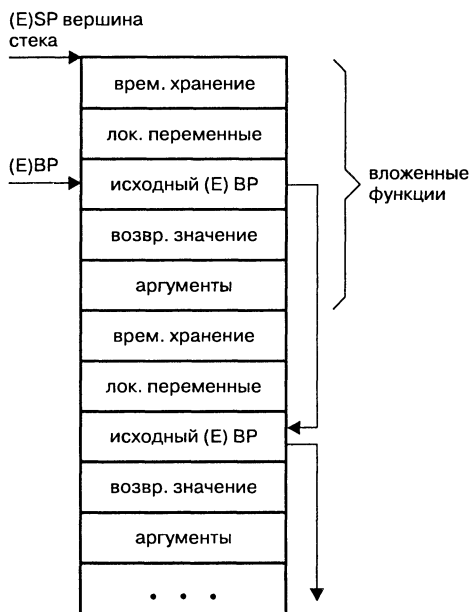 (E)SP вершина
стека
врем. хранение
лок. переменные
(E)BP
исходный (E) BP
вложенные
функции
возвр. значение
аргументы
врем. хранение
лок. переменные
исходный (E) BP
возвр. значение
аргументы
• • •